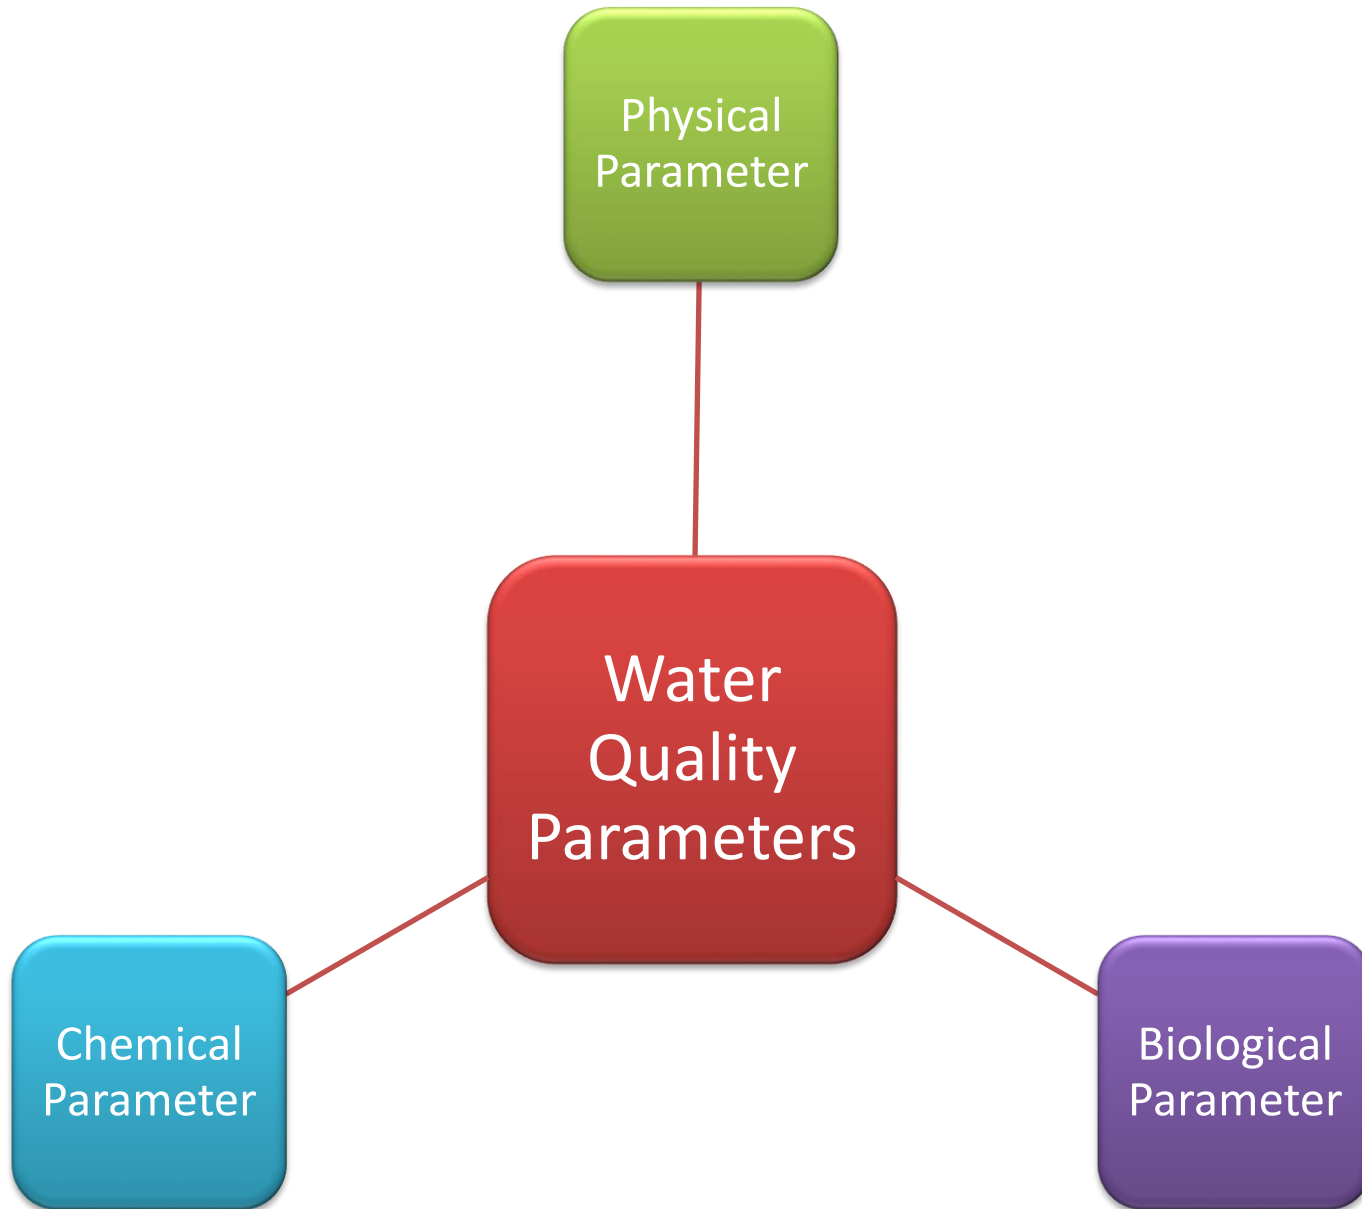 Physical
Parameter
Water
Quality
Parameters
Chemical
Parameter
Biological
Parameter